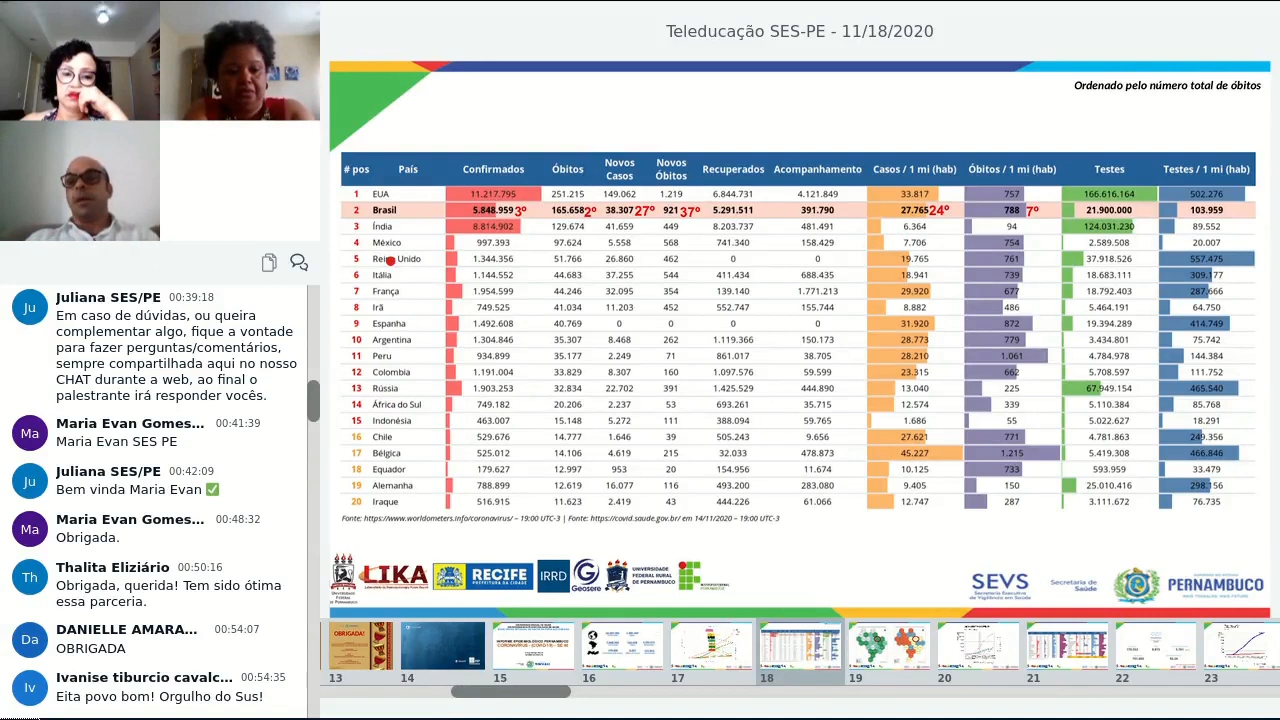 Teleducação SES-PE - 11/18/2020
Ordenado pelo número total de óbitos
# pos País Confirmados Óbitos Novos Casos Novos Óbitos Recuperados Acompanhamento Casos / 1 mi (hab) Óbitos / 1 mi (hab) Testes Testes / 1 mi (hab)
1 EUA 11.217.795 251.215 149.062 1.219 6.844.731 4.121.849 33.817 757 166.616.164 502.276
2 Brasil 5.848.959 3º 165.658 2º 38.307 27º 921 37º 5.291.511 391.790 27.765 24º 788 7º 21.900.000 103.959
3 Índia 8.814.902 129.674 41.659 449 8.203.737 481.491 6.364 94 124.031.230 89.552
4 México 997.393 97.624 5.558 568 741.340 158.429 7.706 754 2.589.508 20.007
5 Reino Unido 1.344.356 51.766 26.860 462 0 0 19.765 761 37.918.526 557.475
6 Itália 1.144.552 44.683 37.255 544 411.434 688.435 18.941 739 18.683.111 309.177
7 França 1.954.599 44.246 32.095 354 139.140 1.771.213 29.920 677 18.792.403 287.666
8 Irã 749.525 41.034 11.203 452 552.747 155.744 8.882 486 5.464.191 64.750
9 Espanha 1.492.608 40.769 0 0 0 0 31.920 872 19.394.289 414.749
10 Argentina 1.304.846 35.307 8.468 262 1.119.366 150.173 28.773 779 3.434.801 75.742
11 Peru 934.899 35.177 2.249 71 861.017 38.705 28.210 1.061 4.784.978 144.384
12 Colombia 1.191.004 33.829 8.307 160 1.097.576 59.599 23.315 662 5.708.597 111.752
13 Rússia 1.903.253 32.834 22.702 391 1.425.529 444.890 13.040 225 67.949.154 465.540
14 África do Sul 749.182 20.206 2.237 53 693.261 35.715 12.574 339 5.110.384 85.768
15 Indonésia 463.007 15.148 5.272 111 388.094 59.765 1.686 55 5.022.627 18.291
16 Chile 529.676 14.777 1.646 39 505.243 9.656 27.621 771 4.781.863 249.356
17 Bélgica 525.012 14.106 4.619 215 32.033 478.873 45.227 1.215 5.419.308 466.846
18 Equador 179.627 12.997 953 20 154.956 11.674 10.125 733 593.959 33.479
19 Alemanha 788.899 12.619 16.077 116 493.200 283.080 9.405 150 25.010.416 298.156
20 Iraque 516.915 11.623 2.419 43 444.226 61.066 12.747 287 3.111.672 76.735
Fonte: https://www.worldometers.info/coronavirus/ – 19:00 UTC-3 | Fonte: https://covid.saude.gov.br/ em 14/11/2020 – 19:00 UTC-3
LIKA
RECIFE
PREFEITURA DA CIDADE
IRRD
Geosere
UNIVERSIDADE
FEDERAL RURAL
DE PERNAMBUCO
SEVS
Secretaria Executiva
de Vigilância em Saúde
Secretaria de
Saúde
PERNAMBUCO
13 14 15 16 17 18 19 20 21 22 23
Ju
Juliana SES/PE 00:39:18
Em caso de dúvidas, ou queira
complementar algo, fique a vontade
para fazer perguntas/comentários,
sempre compartilhada aqui no nosso
CHAT durante a web, ao final o
palestrante irá responder vocês.
Ma
Maria Evan Gomes... 00:41:39
Maria Evan SES PE
Ju
Juliana SES/PE 00:42:09
Bem vinda Maria Evan ✅
Ma
Maria Evan Gomes... 00:48:32
Obrigada.
Th
Thalita Eliziário 00:50:16
Obrigada, querida! Tem sido ótima
essa parceria.
Da
DANIELLE AMARA... 00:54:07
OBRIGADA
Iv
Ivanise tiburcio cavalc... 00:54:35
Eita povo bom! Orgulho do Sus!